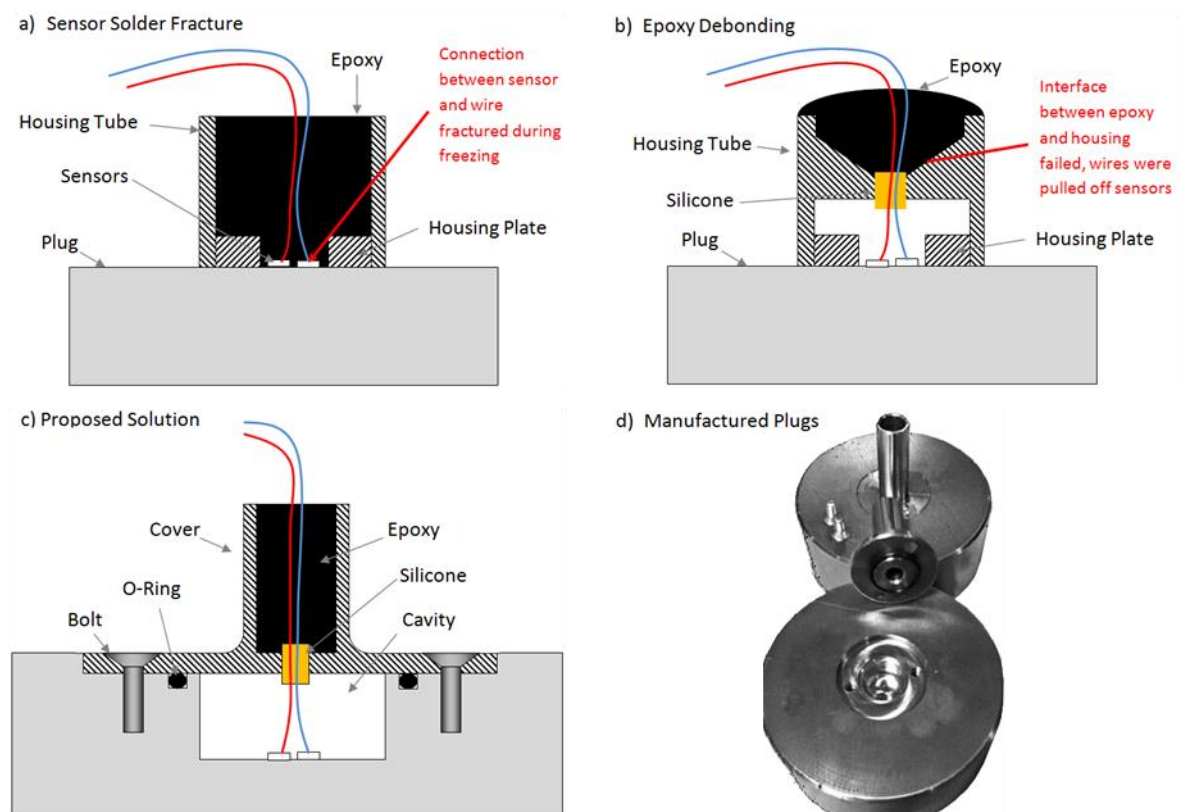 a) Sensor Solder Fracture
Epoxy
Connection
between sensor
and wire
fractured during
freezing
Housing Tube
Sensors
Plug
Housing Plate
b) Epoxy Debonding
Epoxy
Interface
between epoxy
and housing
failed, wires were
pulled off sensors
Housing Tube
Silicone
Plug
Housing Plate
c) Proposed Solution
Cover
Epoxy
O-Ring
Silicone
Bolt
Cavity
d) Manufactured Plugs